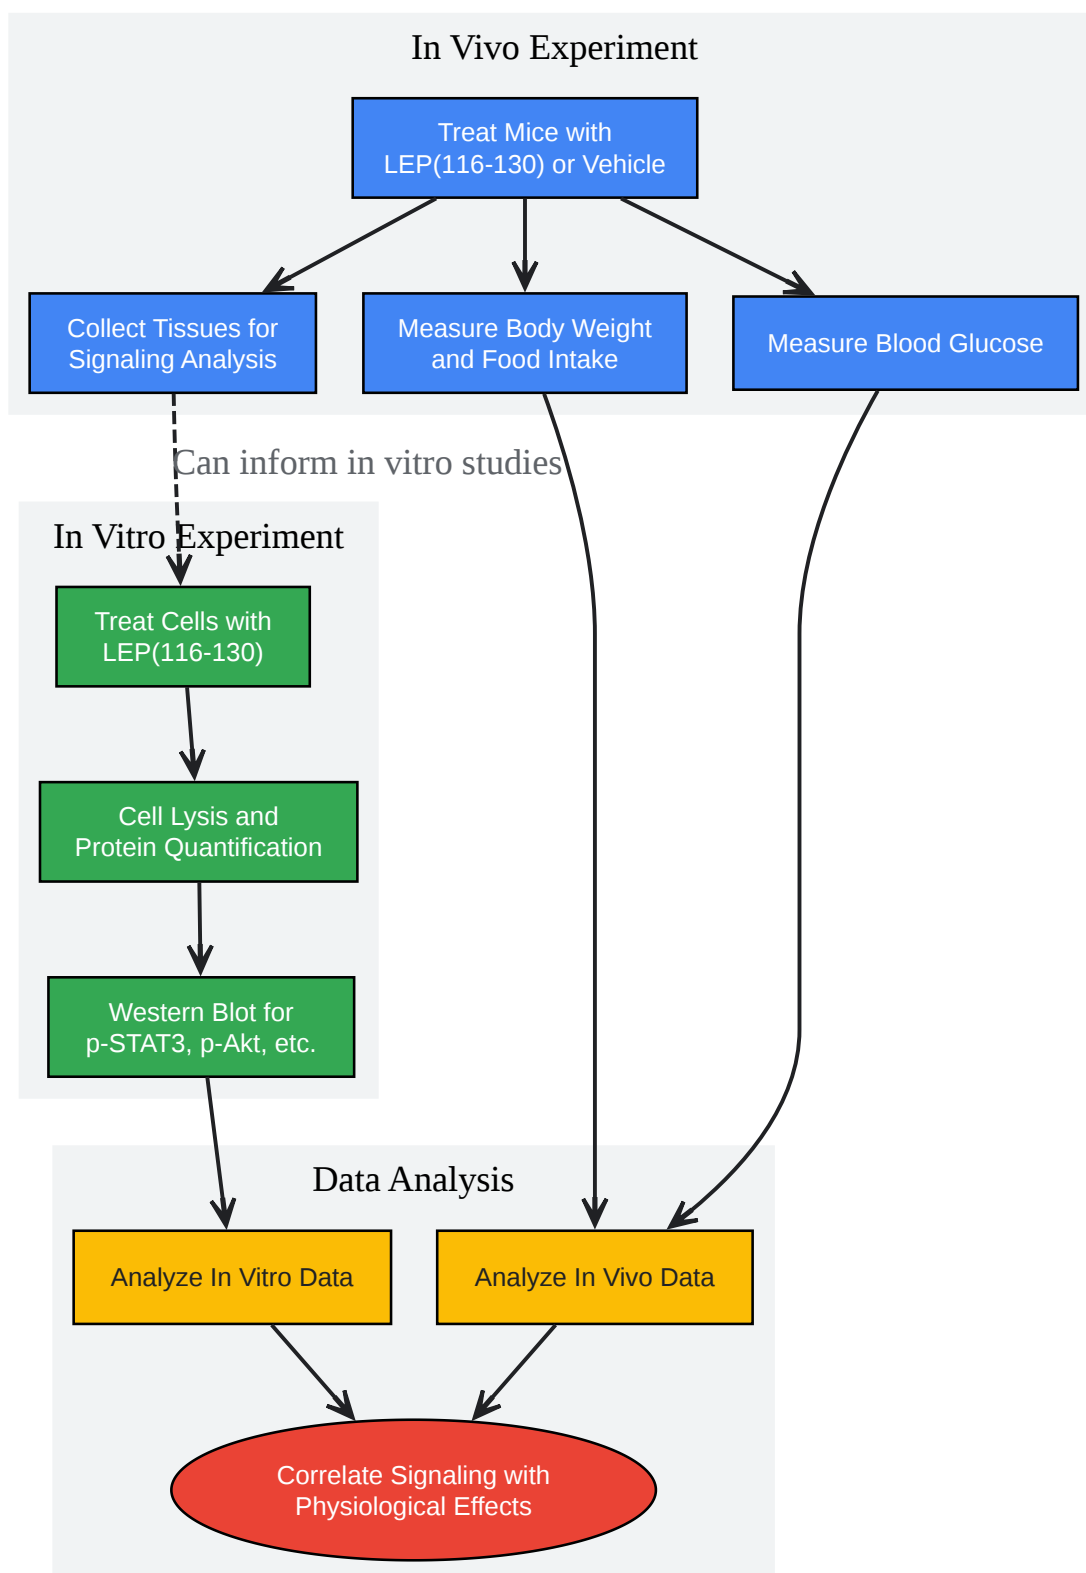 In Vivo Experiment
Treat Mice with
LEP(116-130) or Vehicle
Collect Tissues for
Signaling Analysis
Measure Body Weight
and Food Intake
Measure Blood Glucose
Can inform in vitro studies
In Vitro Experiment
Treat Cells with
LEP(116-130)
Cell Lysis and
Protein Quantification
Western Blot for
p-STAT3, p-Akt, etc.
Data Analysis
Analyze In Vitro Data
Analyze In Vivo Data
Correlate Signaling with
Physiological Effects